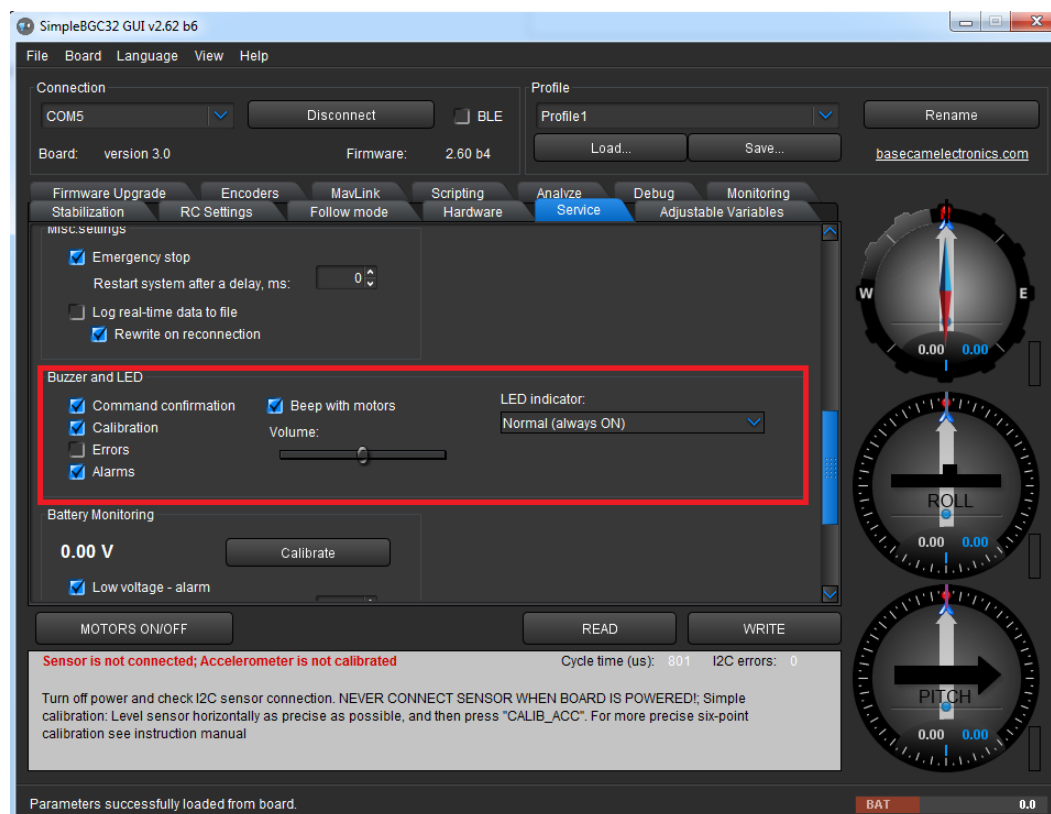 SimpleBGC32 GUI v2.62 b6
File Board Language View Help
Connection
COM5
Disconnect
BLE
Board: version 3.0 Firmware: 2.60 b4
Profile
Profile1
Rename
Load...
Save...
basecamelectronics.com
Firmware Upgrade Encoders MavLink Scripting Analyze Debug Monitoring
Stabilization RC Settings Follow mode Hardware Service Adjustable Variables
Misc.settings
Emergency stop
Restart system after a delay, ms: 0
Log real-time data to file
Rewrite on reconnection
Buzzer and LED
Command confirmation
Calibration
Errors
Alarms
Beep with motors
Volume:
LED indicator:
Normal (always ON)
Battery Monitoring
0.00 V
Calibrate
Low voltage - alarm
MOTORS ON/OFF
READ
WRITE
Sensor is not connected; Accelerometer is not calibrated
Cycle time (us): 801 I2C errors: 0
Turn off power and check I2C sensor connection. NEVER CONNECT SENSOR WHEN BOARD IS POWERED!; Simple
calibration: Level sensor horizontally as precise as possible, and then press "CALIB_ACC". For more precise six-point
calibration see instruction manual
W E
0.00 0.00
ROLL
0.00 0.00
PITCH
0.00 0.00
Parameters successfully loaded from board.
BAT 0.0